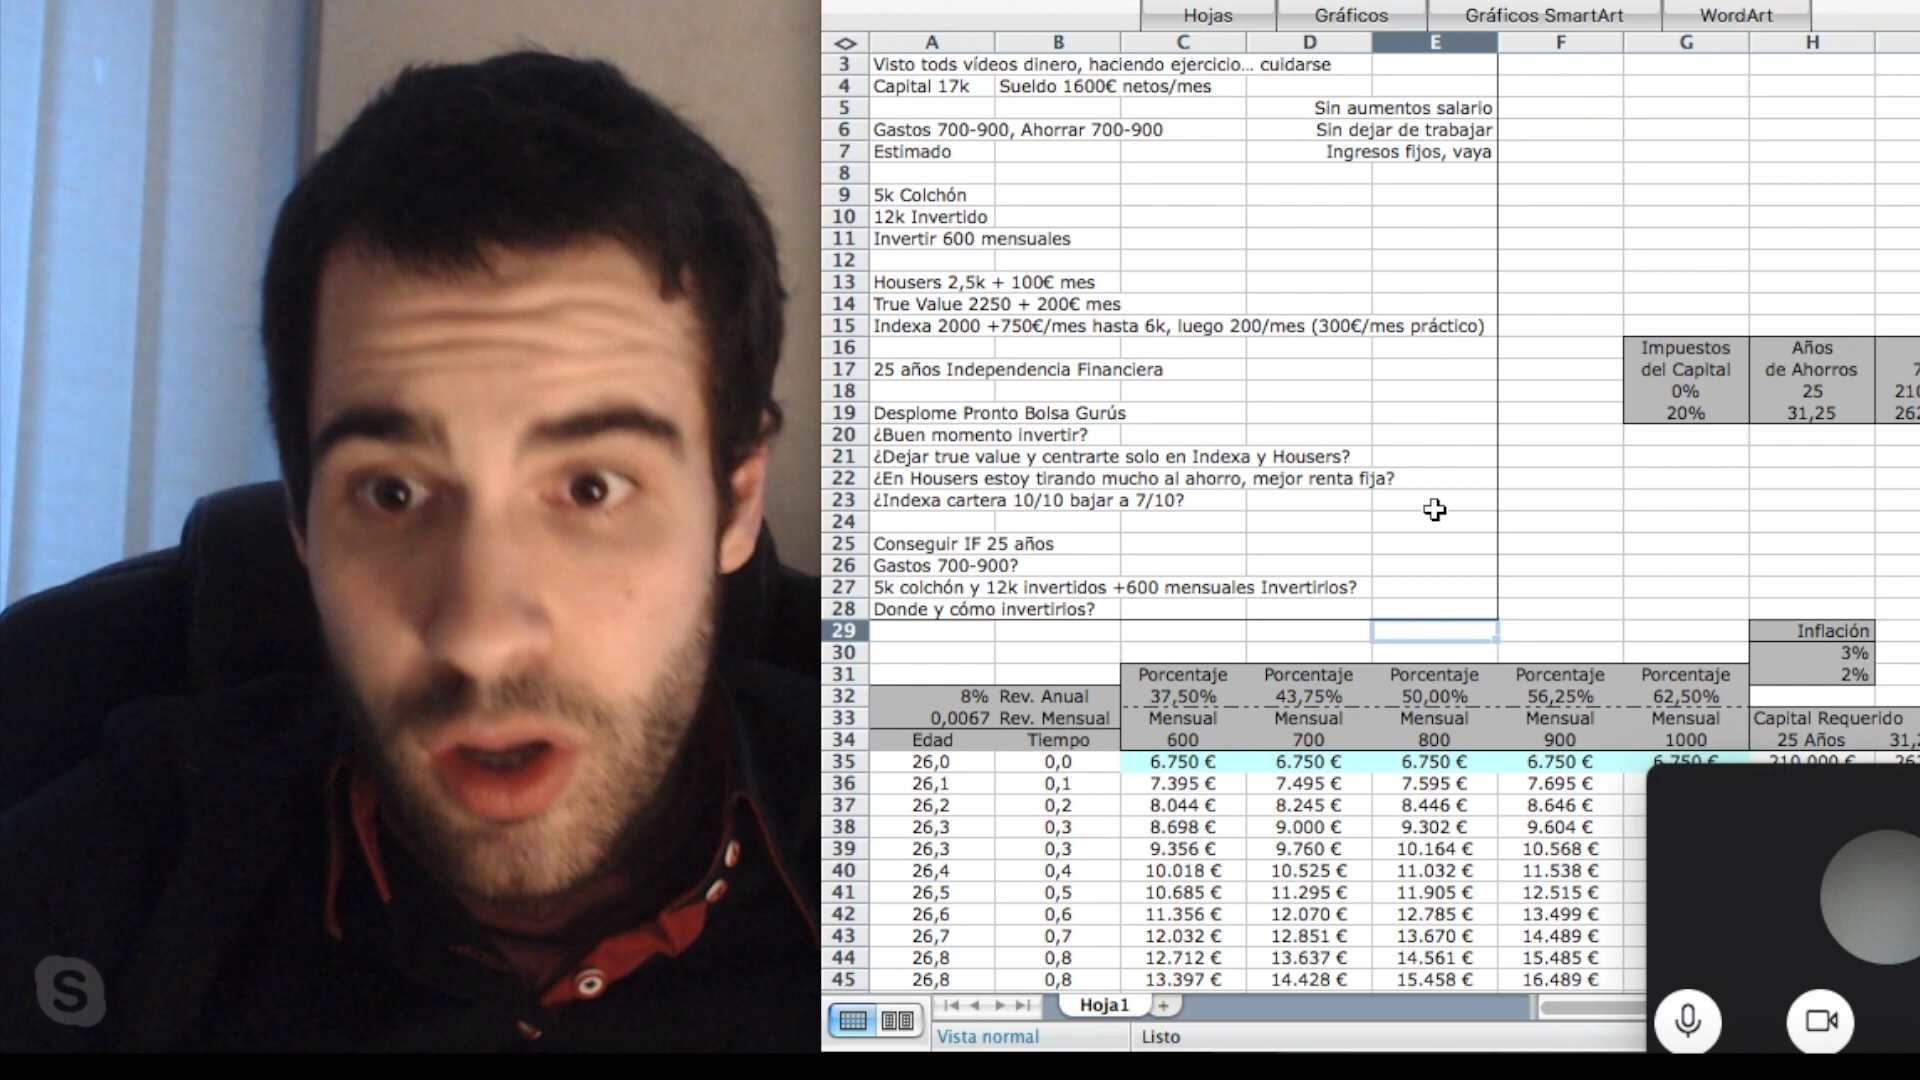 Hojas Gráficos Gráficos SmartArt WordArt
A B C D E F G H
3 Visto tods vídeos dinero, haciendo ejercicio... cuidarse
4 Capital 17k Sueldo 1600€ netos/mes
5 Sin aumentos salario
6 Gastos 700-900, Ahorrar 700-900 Sin dejar de trabajar
7 Estimado Ingresos fijos, vaya
8
9 5k Colchón
10 12k Invertido
11 Invertir 600 mensuales
12
13 Housers 2,5k + 100€ mes
14 True Value 2250 + 200€ mes
15 Indexa 2000 +750€/mes hasta 6k, luego 200/mes (300€/mes práctico)
16 Impuestos Años
17 25 años Independencia Financiera del Capital de Ahorros 7
18 0% 25 210
19 Desplome Pronto Bolsa Gurús 20% 31,25 262
20 ¿Buen momento invertir?
21 ¿Dejar true value y centrarte solo en Indexa y Housers?
22 ¿En Housers estoy tirando mucho al ahorro, mejor renta fija?
23 ¿Indexa cartera 10/10 bajar a 7/10?
24
25 Conseguir IF 25 años
26 Gastos 700-900?
27 5k colchón y 12k invertidos +600 mensuales Invertirlos?
28 Donde y cómo invertirlos?
29 Inflación
30 3%
31 Porcentaje Porcentaje Porcentaje Porcentaje Porcentaje 2%
32 8% Rev. Anual 37,50% 43,75% 50,00% 56,25% 62,50%
33 0,0067 Rev. Mensual Mensual Mensual Mensual Mensual Mensual Capital Requerido
34 Edad Tiempo 600 700 800 900 1000 25 Años 31,2
35 26,0 0,0 6.750 € 6.750 € 6.750 € 6.750 € 6.750 € 210.000 € 262
36 26,1 0,1 7.395 € 7.495 € 7.595 € 7.695 €
37 26,2 0,2 8.044 € 8.245 € 8.446 € 8.646 €
38 26,3 0,3 8.698 € 9.000 € 9.302 € 9.604 €
39 26,3 0,3 9.356 € 9.760 € 10.164 € 10.568 €
40 26,4 0,4 10.018 € 10.525 € 11.032 € 11.538 €
41 26,5 0,5 10.685 € 11.295 € 11.905 € 12.515 €
42 26,6 0,6 11.356 € 12.070 € 12.785 € 13.499 €
43 26,7 0,7 12.032 € 12.851 € 13.670 € 14.489 €
44 26,8 0,8 12.712 € 13.637 € 14.561 € 15.485 €
45 26,8 0,8 13.397 € 14.428 € 15.458 € 16.489 €
Hoja1
Vista normal Listo